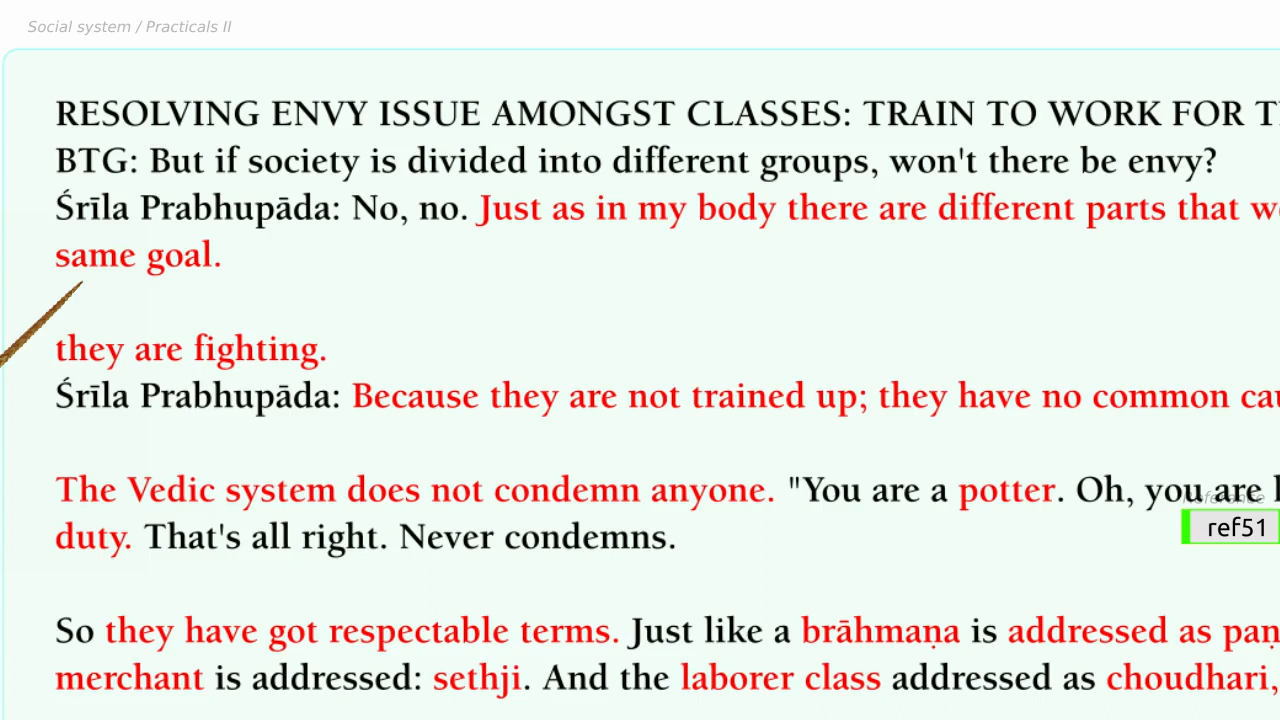 Social system / Practicals II
RESOLVING ENVY ISSUE AMONGST CLASSES: TRAIN TO WORK FOR
BTG: But if society is divided into different groups, won't there be envy?
Śrīla Prabhupāda: No, no. Just as in my body there are different parts that
same goal.
they are fighting.
Śrīla Prabhupāda: Because they are not trained up; they have no common
The Vedic system does not condemn anyone. "You are a potter. Oh, you are
Reference
ref51
duty. That's all right. Never condemns.
So they have got respectable terms. Just like a brāhmaṇa is addressed as
merchant is addressed: sethji. And the laborer class addressed as choudhari,